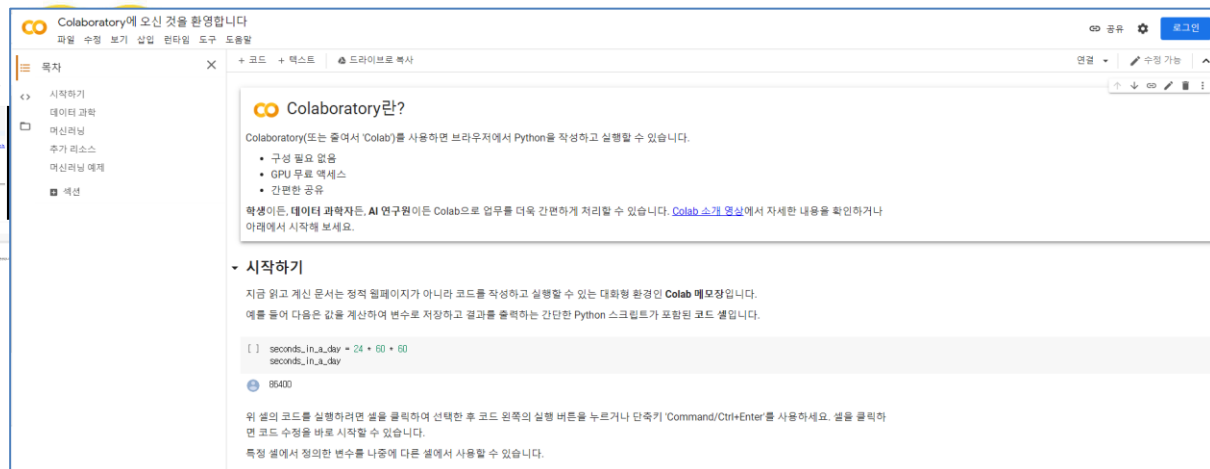 Colaboratory에 오신 것을 환영합니다
파일 수정 보기 삽입 런타임 도구 도움말
공유
로그인
목차
+ 코드 + 텍스트 드라이브로 복사
연결
수정 가능
시작하기
데이터 과학
머신러닝
추가 리소스
머신러닝 예제
섹션
Colaboratory란?
Colaboratory(또는 줄여서 'Colab')를 사용하면 브라우저에서 Python을 작성하고 실행할 수 있습니다.
• 구성 필요 없음
• GPU 무료 액세스
• 간편한 공유
학생이든, 데이터 과학자든, AI 연구원이든 Colab으로 업무를 더욱 간편하게 처리할 수 있습니다. Colab 소개 영상에서 자세한 내용을 확인하거나
아래에서 시작해 보세요.
시작하기
지금 읽고 계신 문서는 정적 웹페이지가 아니라 코드를 작성하고 실행할 수 있는 대화형 환경인 Colab 메모장입니다.
예를 들어 다음은 값을 계산하여 변수로 저장하고 결과를 출력하는 간단한 Python 스크립트가 포함된 코드 셀입니다.
[ ] seconds_in_a_day = 24 * 60 * 60
seconds_in_a_day
86400
위 셀의 코드를 실행하려면 셀을 클릭하여 선택한 후 코드 왼쪽의 실행 버튼을 누르거나 단축키 'Command/Ctrl+Enter'를 사용하세요. 셀을 클릭하
면 코드 수정을 바로 시작할 수 있습니다.
특정 셀에서 정의한 변수를 나중에 다른 셀에서 사용할 수 있습니다.